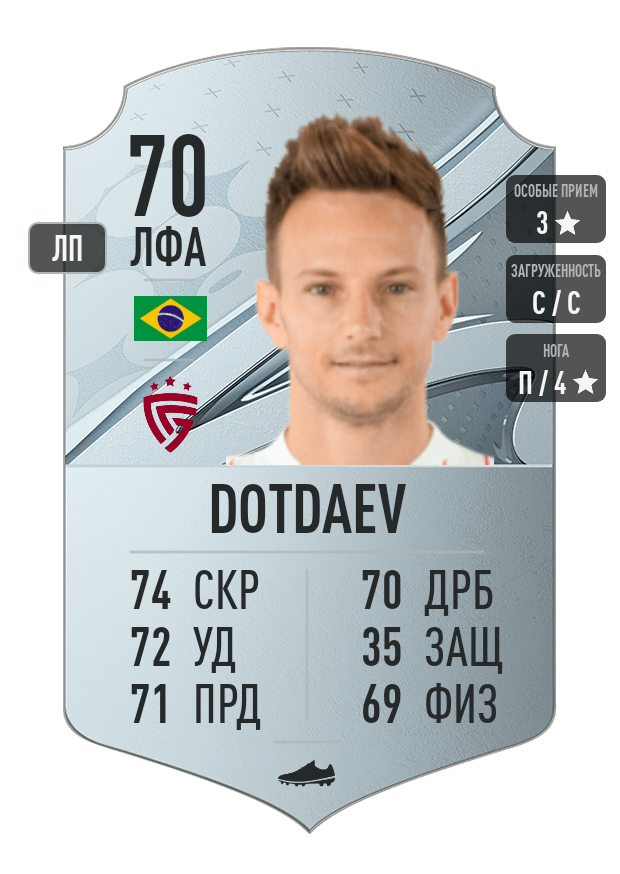 70
ЛФА
ЛП
ОСОБЫЕ ПРИЕМ
3
ЗАГРУЖЕННОСТЬ
С / С
НОГА
П / 4
DOTDAEV
74 СКР
72 УД
71 ПРД
70 ДРБ
35 ЗАЩ
69 ФИЗ